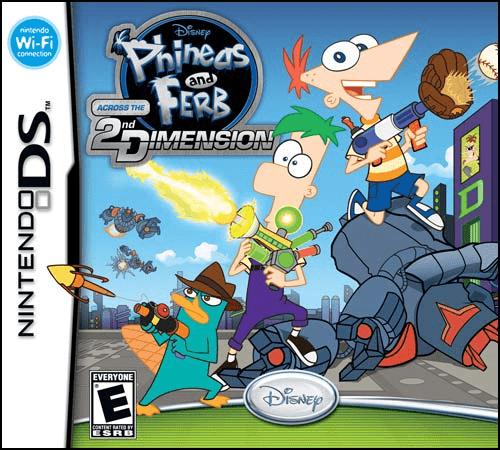 Nintendo
Wi-Fi
connection
NINTENDO DS™
Disney
Phineas
and
FERB
ACROSS THE
2nd
DIMENSION
D
EVERYONE
E
CONTENT RATED BY
ESRB
Disney